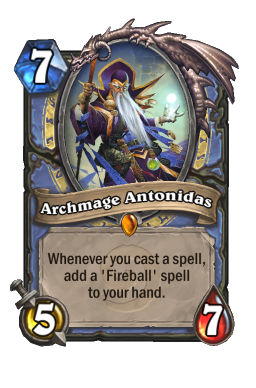 7
Archmage Antonidas
Whenever you cast a spell,
add a 'Fireball' spell
to your hand.
5
7